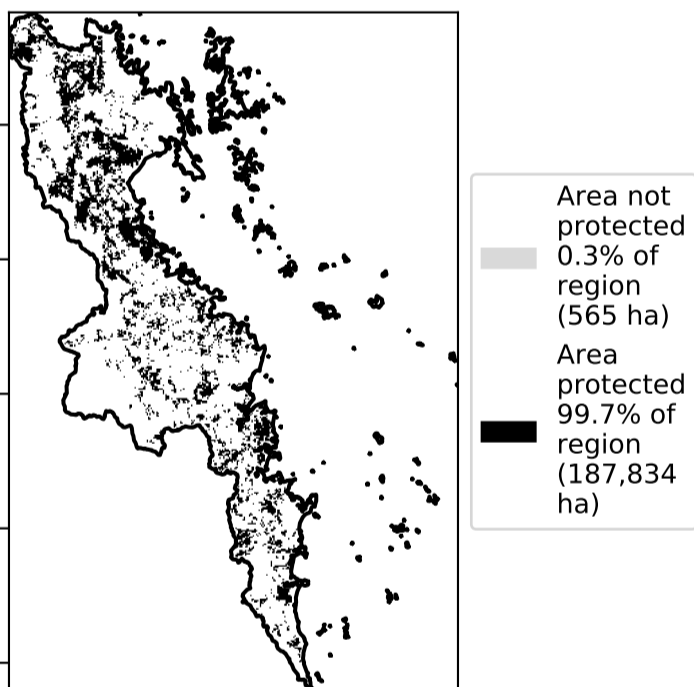 Area not
protected
0.3% of
region
(565 ha)
Area
protected
99.7% of
region
(187,834
ha)